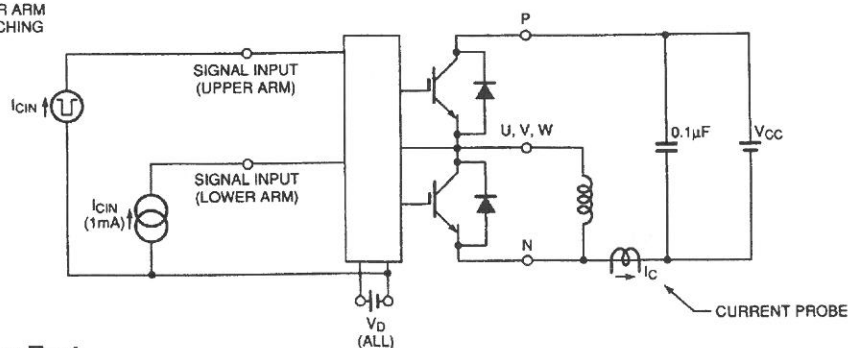 R ARM
CHING
P
SIGNAL INPUT
(UPPER ARM)
ICIN
U, V, W
0.1µF
VCC
SIGNAL INPUT
(LOWER ARM)
ICIN
(1mA)
N
IC
CURRENT PROBE
VD
(ALL)